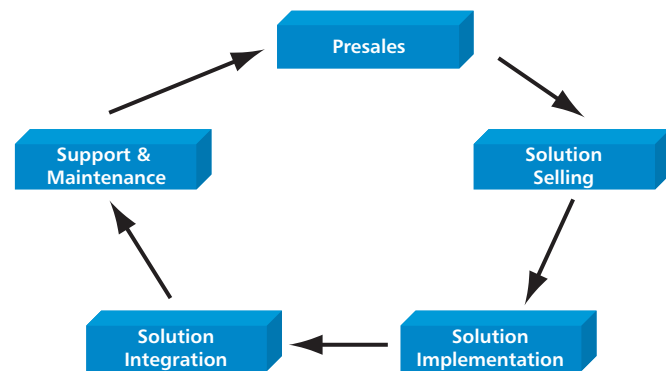 Presales
Solution
Selling
Solution
Implementation
Solution
Integration
Support &
Maintenance